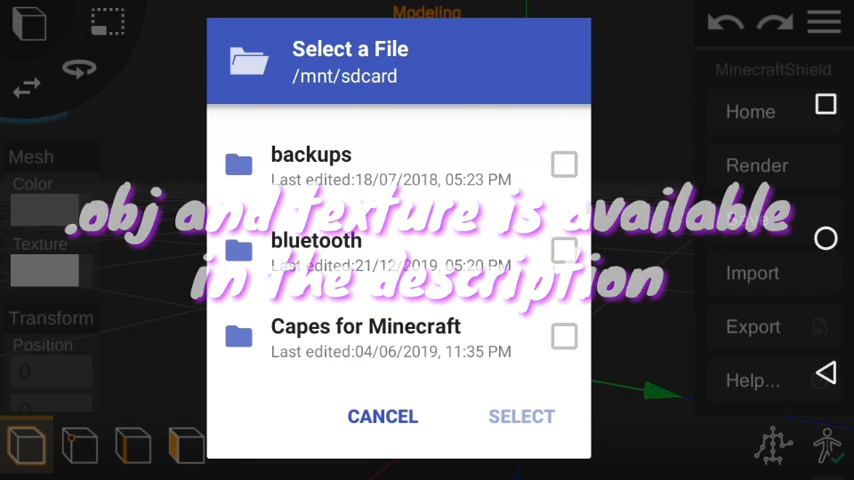 Modeling
Select a File
/mnt/sdcard
MinecraftShield
Home
Render
Import
Export
Help...
Mesh
Color
Texture
Transform
Position
0
backups
Last edited:18/07/2018, 05:23 PM
bluetooth
Last edited:21/12/2019, 05:20 PM
Capes for Minecraft
Last edited:04/06/2019, 11:35 PM
CANCEL
SELECT
.obj and texture is available
in the description